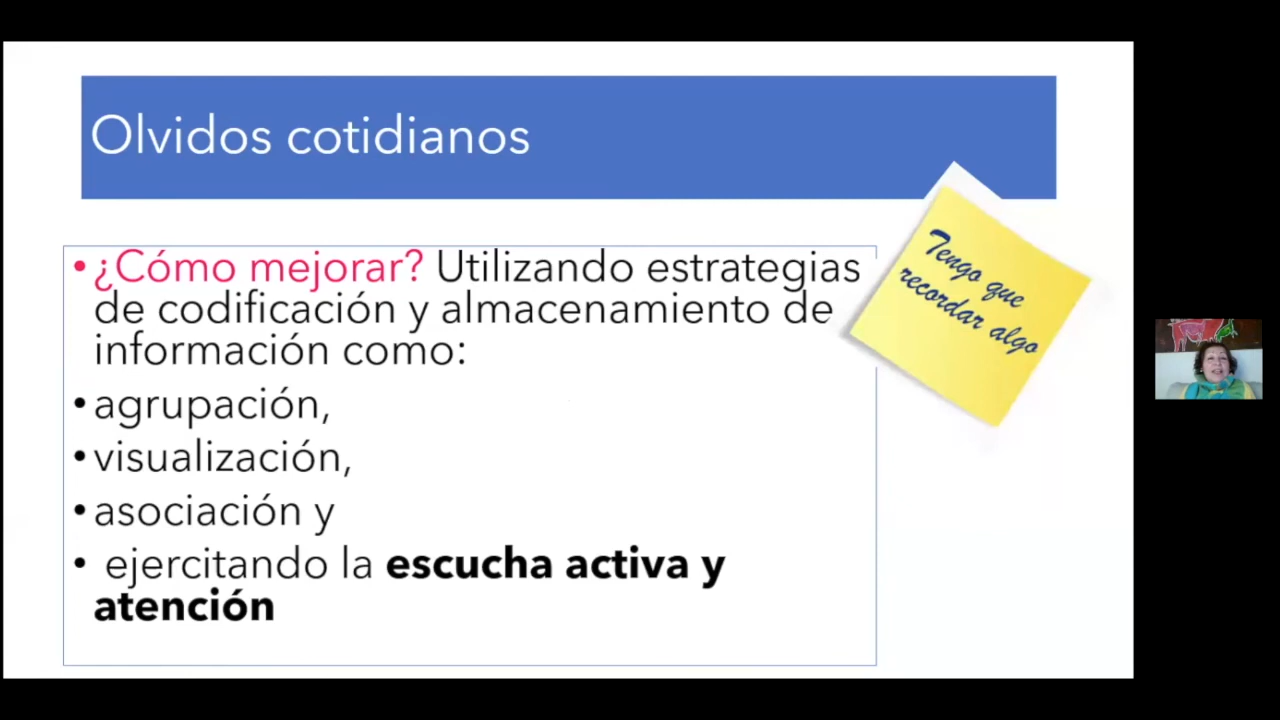 Olvidos cotidianos
• ¿Cómo mejorar? Utilizando estrategias
de codificación y almacenamiento de
información como:
• agrupación,
• visualización,
• asociación y
• ejercitando la escucha activa y
atención
Tengo que
recordar algo